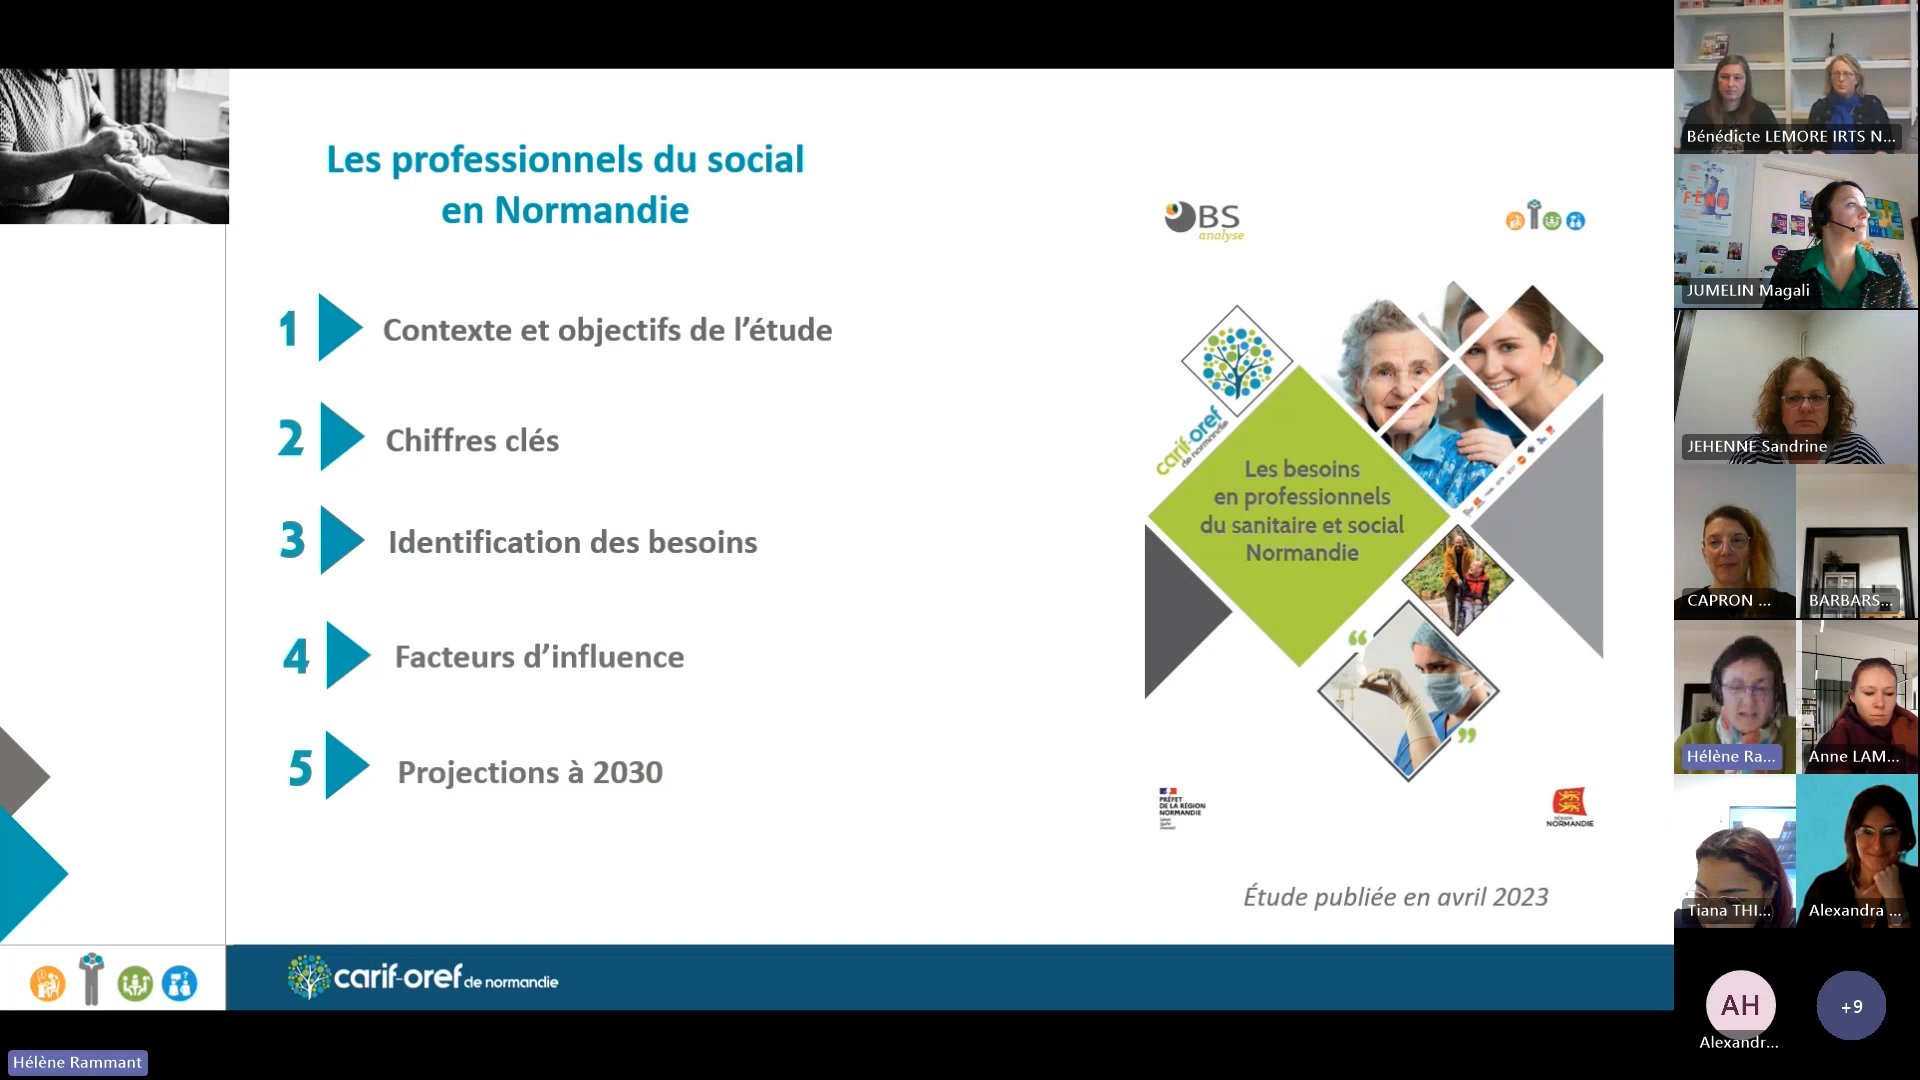 Les professionnels du social
en Normandie
1 Contexte et objectifs de l’étude
2 Chiffres clés
3 Identification des besoins
4 Facteurs d’influence
5 Projections à 2030
OBS
analyse
carif-oref
de normandie
Les besoins
en professionnels
du sanitaire et social
Normandie
PRÉFET
DE LA RÉGION
NORMANDIE
RÉGION
NORMANDIE
Étude publiée en avril 2023
carif-oref de normandie
Hélène Rammant
Bénédicte LEMORE IRTS N...
JUMELIN Magali
JEHENNE Sandrine
CAPRON ...
BARBARS...
Hélène Ra...
Anne LAM...
Tiana THI...
Alexandra ...
AH
Alexandr...
+9